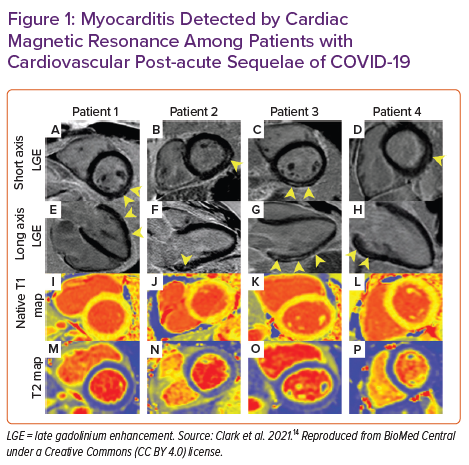 Figure 1: Myocarditis Detected by Cardiac
Magnetic Resonance Among Patients with
Cardiovascular Post-acute Sequelae of COVID-19
Patient 1 Patient 2 Patient 3 Patient 4
Short axis
LGE
A B C D
Long axis
LGE
E F G H
Native T1
map
I J K L
T2 map
M N O P
LGE = late gadolinium enhancement. Source: Clark et al. 2021.14 Reproduced from BioMed Central
under a Creative Commons (CC BY 4.0) license.